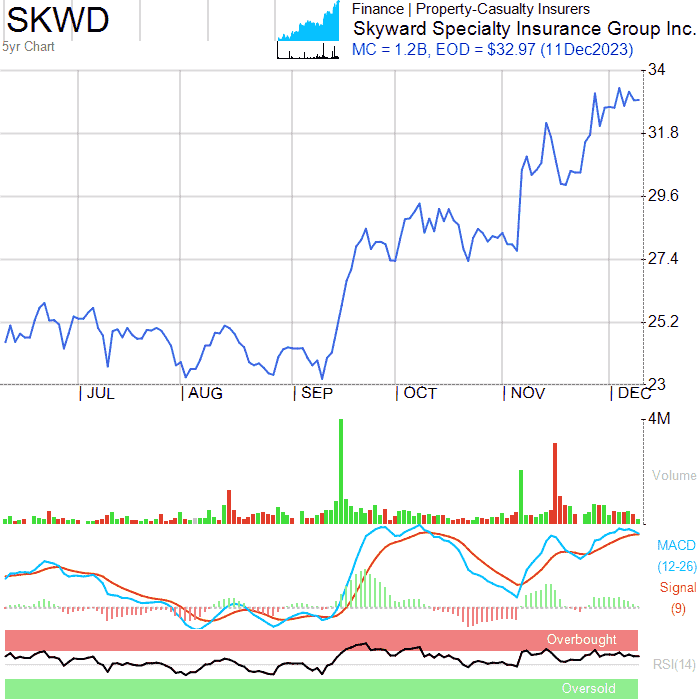 SKWD
5yr Chart
Finance | Property-Casualty Insurers
Skyward Specialty Insurance Group Inc.
MC = 1.2B, EOD = $32.97 (11Dec2023)
34
31.8
29.6
27.4
25.2
23
| JUL | AUG | SEP | OCT | NOV | DEC
4M
Volume
MACD
(12-26)
Signal
(9)
Overbought
RSI(14)
Oversold